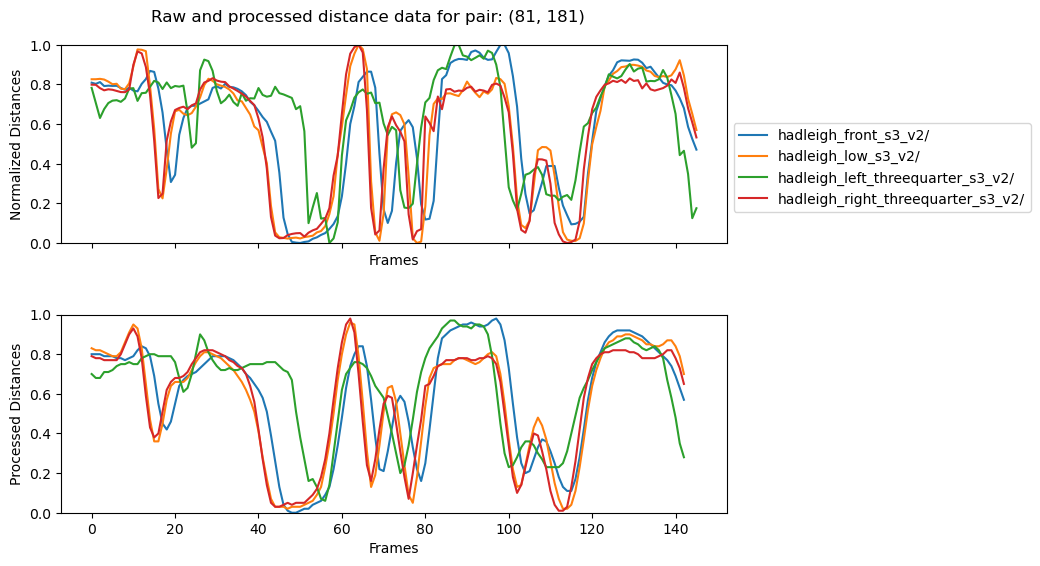 Raw and processed distance data for pair: (81, 181)
Normalized Distances
1.0
0.8
0.6
0.4
0.2
0.0
Frames
hadleigh_front_s3_v2/
hadleigh_low_s3_v2/
hadleigh_left_threequarter_s3_v2/
hadleigh_right_threequarter_s3_v2/
Processed Distances
1.0
0.8
0.6
0.4
0.2
0.0
0 20 40 60 80 100 120 140
Frames